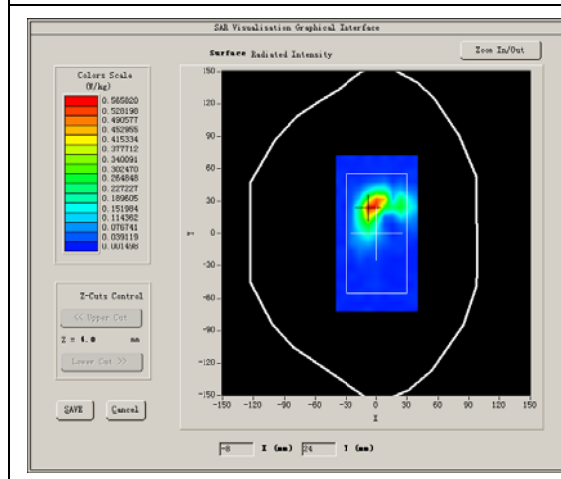 SAR Visualisation Graphical Interface
Surface Radiated Intensity
Zoom In/Out
Colors Scale
(W/kg)
0.565820
0.528198
0.490577
0.452955
0.415334
0.377712
0.340091
0.302470
0.264848
0.227227
0.189605
0.151984
0.114362
0.076741
0.039119
0.001498
150
120
90
60
30
0
-30
-60
-90
-120
-150
Y
-150 -120 -90 -60 -30 0 30 60 90 120 150
X
Z-Cuts Control
<< Upper Cut
Z = 4.0 mm
Lower Cut >>
SAVE Cancel
-8 X (mm) 24 Y (mm)